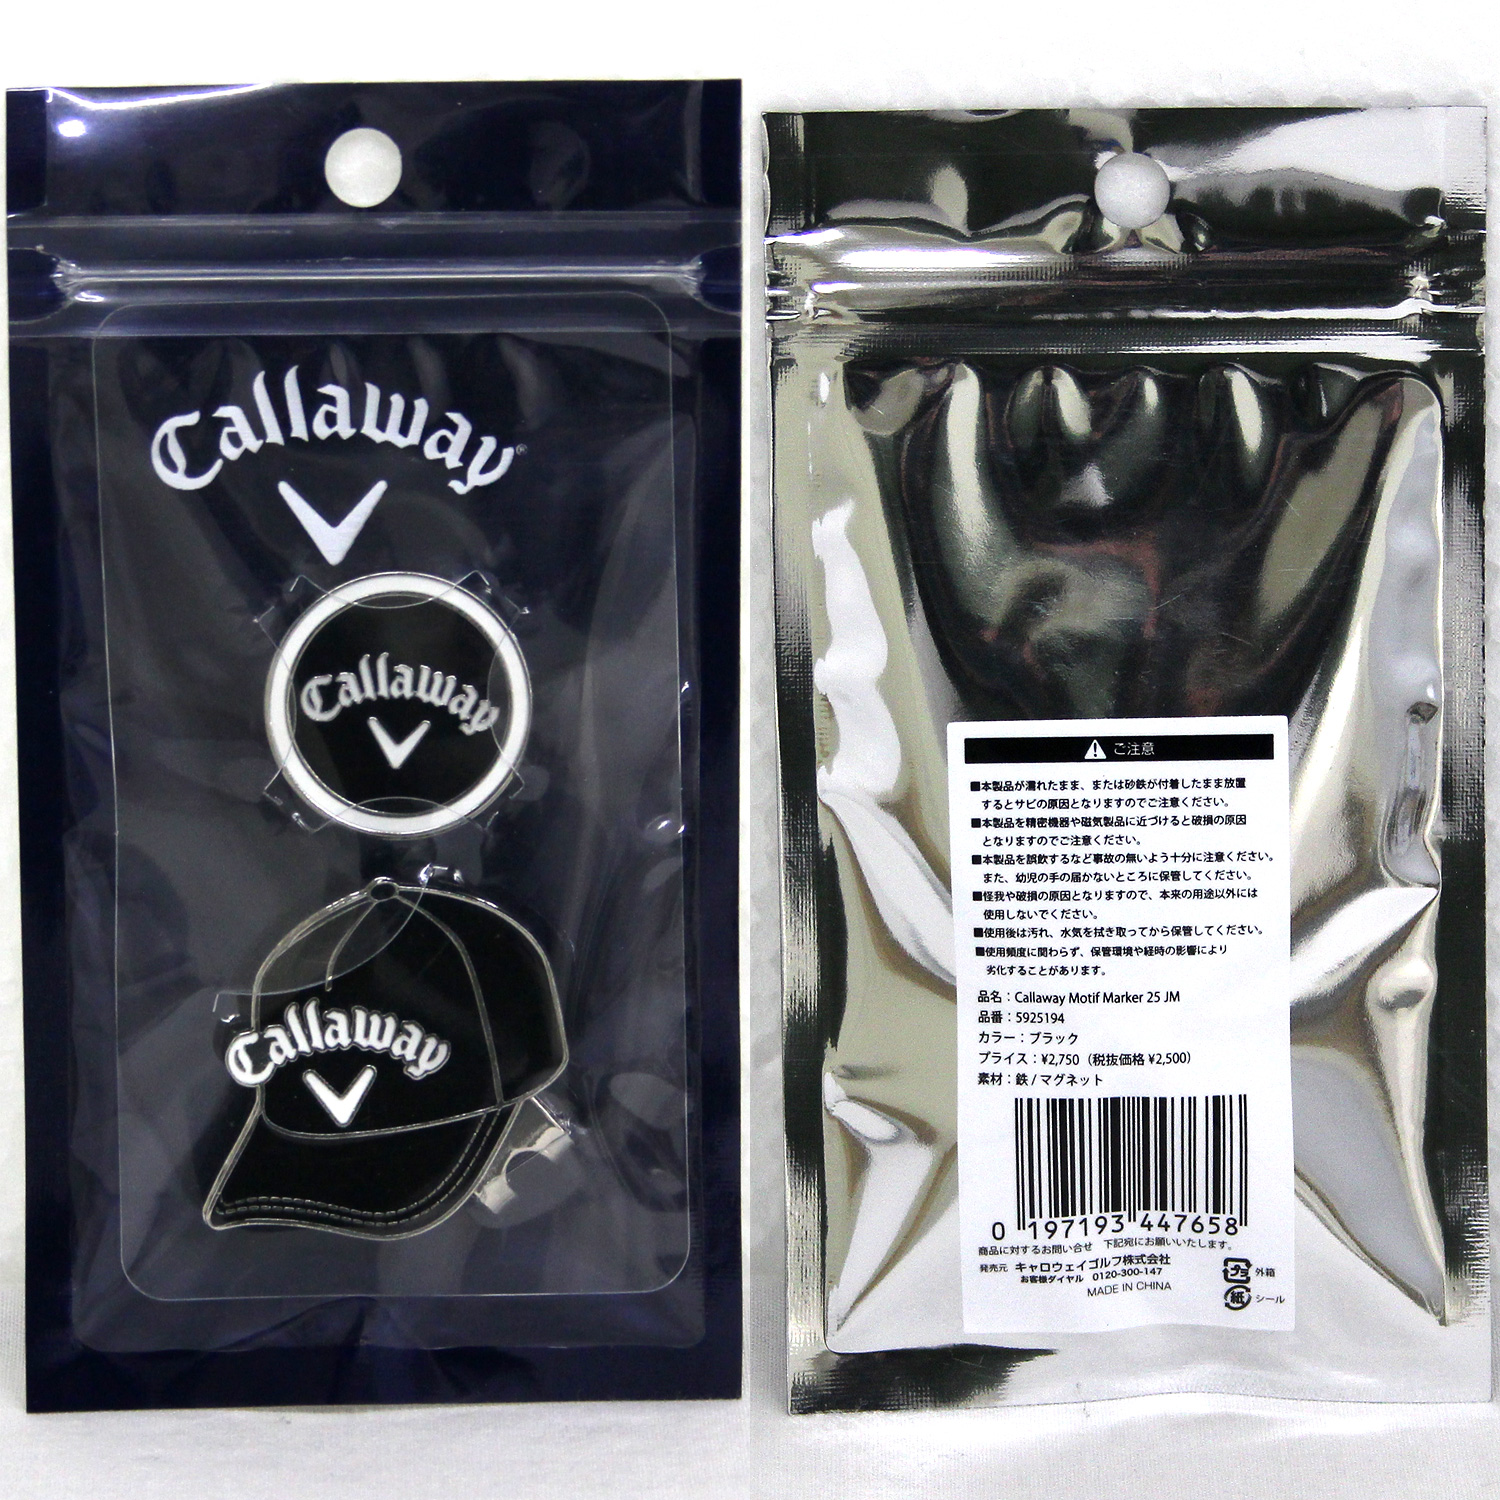 Callaway®
Callaway
Callaway
ご注意
■本製品が濡れたまま、または砂鉄が付着したまま放置
するとサビの原因となりますのでご注意ください。
■本製品を精密機器や磁気製品に近づけると破損の原因
となりますのでご注意ください。
■本製品を誤飲するなど事故の無いよう十分に注意ください。
また、幼児の手の届かないところに保管してください。
■怪我や破損の原因となりますので、本来の用途以外には
使用しないでください。
■使用後は汚れ、水気を拭き取ってから保管してください。
■使用頻度に関わらず、保管環境や経時の影響により
劣化することがあります。
品名：Callaway Motif Marker 25 JM
品番：5925194
カラー：ブラック
プライス：¥2,750（税抜価格 ¥2,500）
素材：鉄 / マグネット
0 197193 447658
商品に対するお問い合せ 下記宛にお願いいたします。
発売元 キャロウェイゴルフ株式会社
お客様ダイヤル 0120-300-147
MADE IN CHINA
プラ 外箱
紙 シール